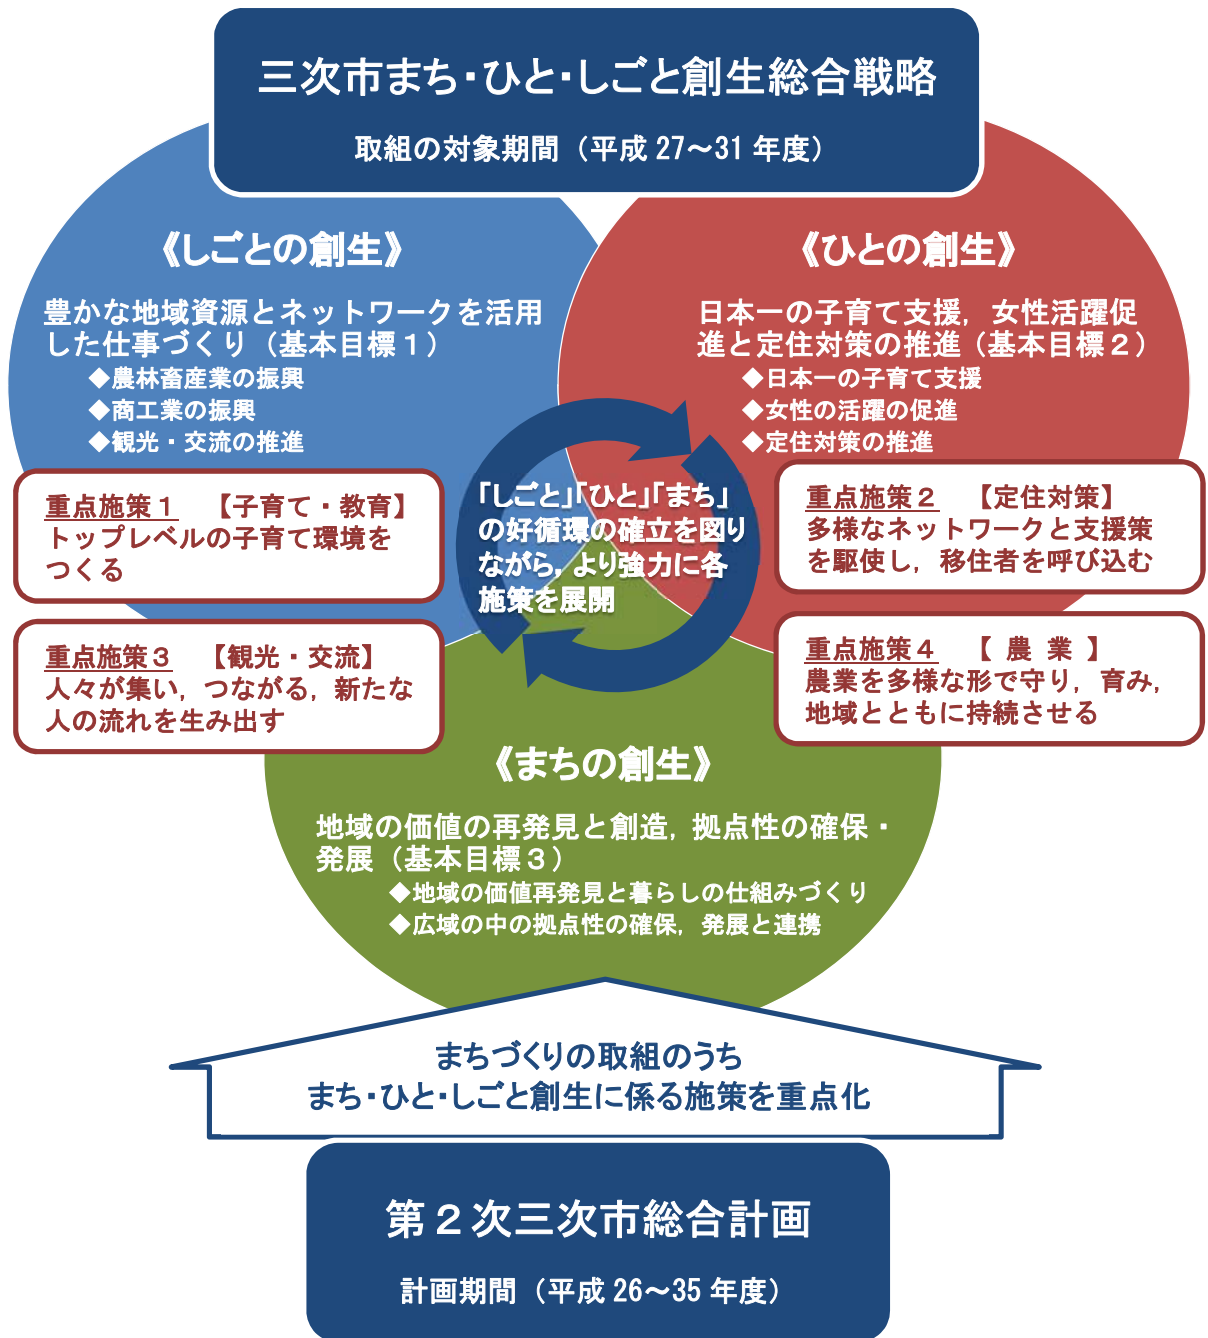 三次市まち・ひと・しごと創生総合戦略
取組の対象期間（平成 27～31 年度）
《しごとの創生》
豊かな地域資源とネットワークを活用
した仕事づくり（基本目標１）
◆農林畜産業の振興
◆商工業の振興
◆観光・交流の推進
《ひとの創生》
日本一の子育て支援，女性活躍促
進と定住対策の推進（基本目標２）
◆日本一の子育て支援
◆女性の活躍の促進
◆定住対策の推進
重点施策１　【子育て・教育】
トップレベルの子育て環境を
つくる
重点施策２　【定住対策】
多様なネットワークと支援策
を駆使し，移住者を呼び込む
「しごと」「ひと」「まち」
の好循環の確立を図り
ながら，より強力に各
施策を展開
重点施策３　【観光・交流】
人々が集い，つながる，新たな
人の流れを生み出す
重点施策４　【 農 業 】
農業を多様な形で守り，育み，
地域とともに持続させる
《まちの創生》
地域の価値の再発見と創造，拠点性の確保・
発展（基本目標３）
◆地域の価値再発見と暮らしの仕組みづくり
◆広域の中の拠点性の確保，発展と連携
まちづくりの取組のうち
まち・ひと・しごと創生に係る施策を重点化
第２次三次市総合計画
計画期間（平成 26～35 年度）